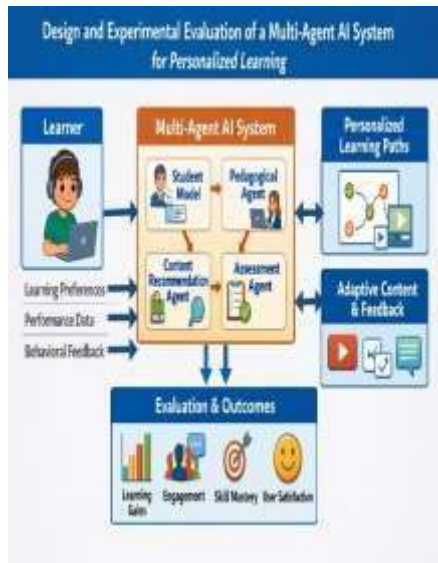 Design and Experimental Evaluation of a Multi-Agent AI System
for Personalized Learning
Learner
Multi-Agent AI System
Student
Model
Pedagogical
Agent
Content
Recommendation
Agent
Assessment
Agent
Personalized
Learning Paths
Learning Preferences
Performance Data
Behavioral Feedback
Adaptive Content
& Feedback
Evaluation & Outcomes
Learning
Gains
Engagement
Skill Mastery
User Satisfaction